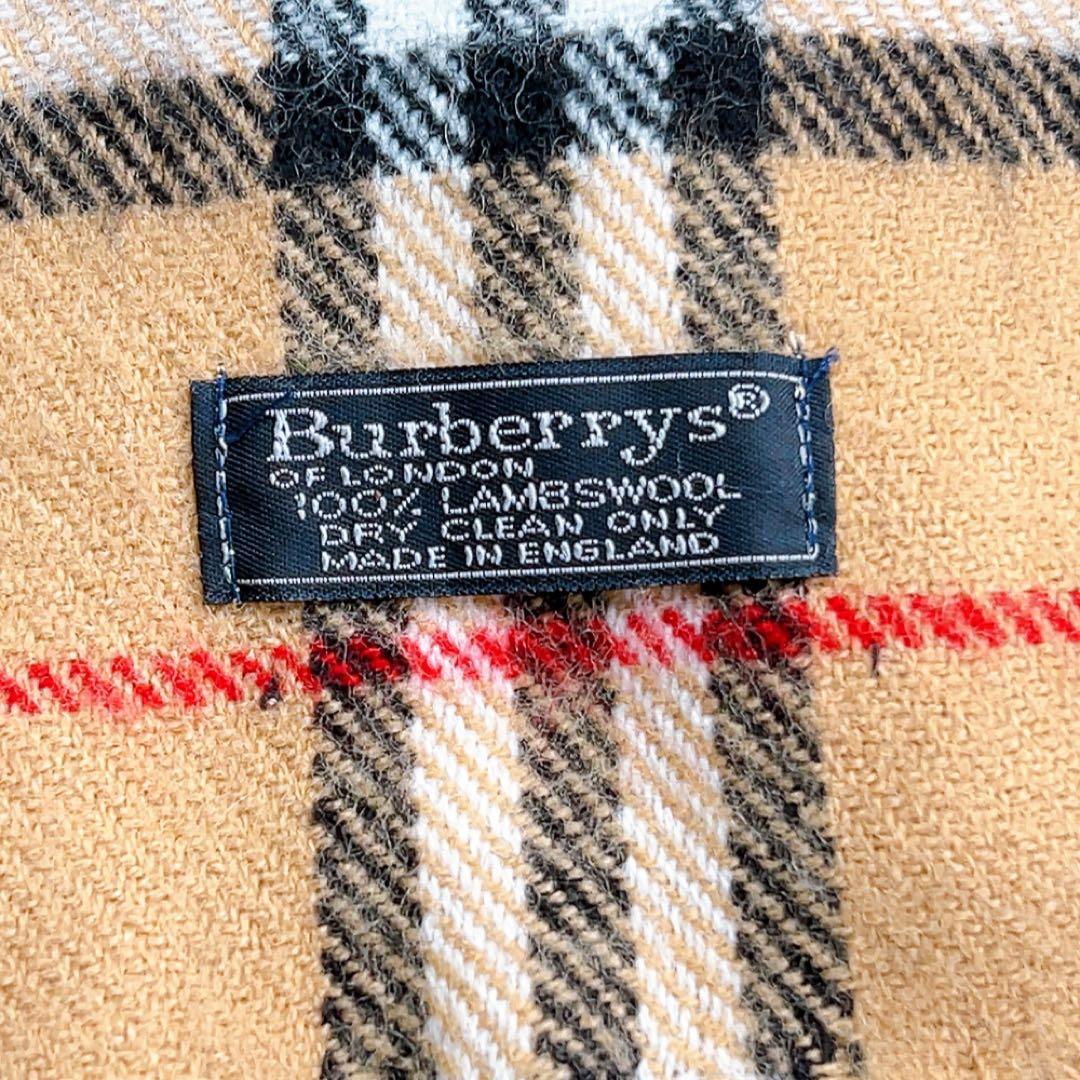 Burberrys®
OF LONDON
100% LAMBSWOOL
DRY CLEAN ONLY
MADE IN ENGLAND